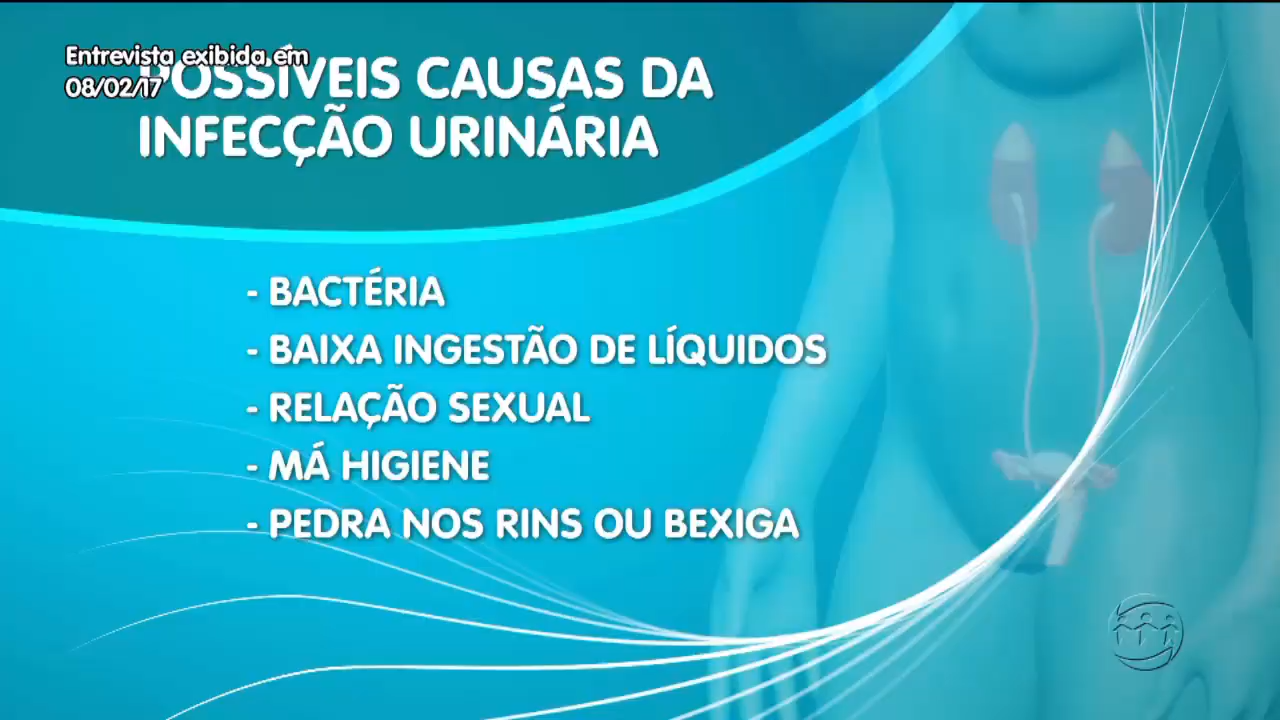 Entrevista exibida em
08/02/17
POSSÍVEIS CAUSAS DA
INFECÇÃO URINÁRIA
- BACTÉRIA
- BAIXA INGESTÃO DE LÍQUIDOS
- RELAÇÃO SEXUAL
- MÁ HIGIENE
- PEDRA NOS RINS OU BEXIGA